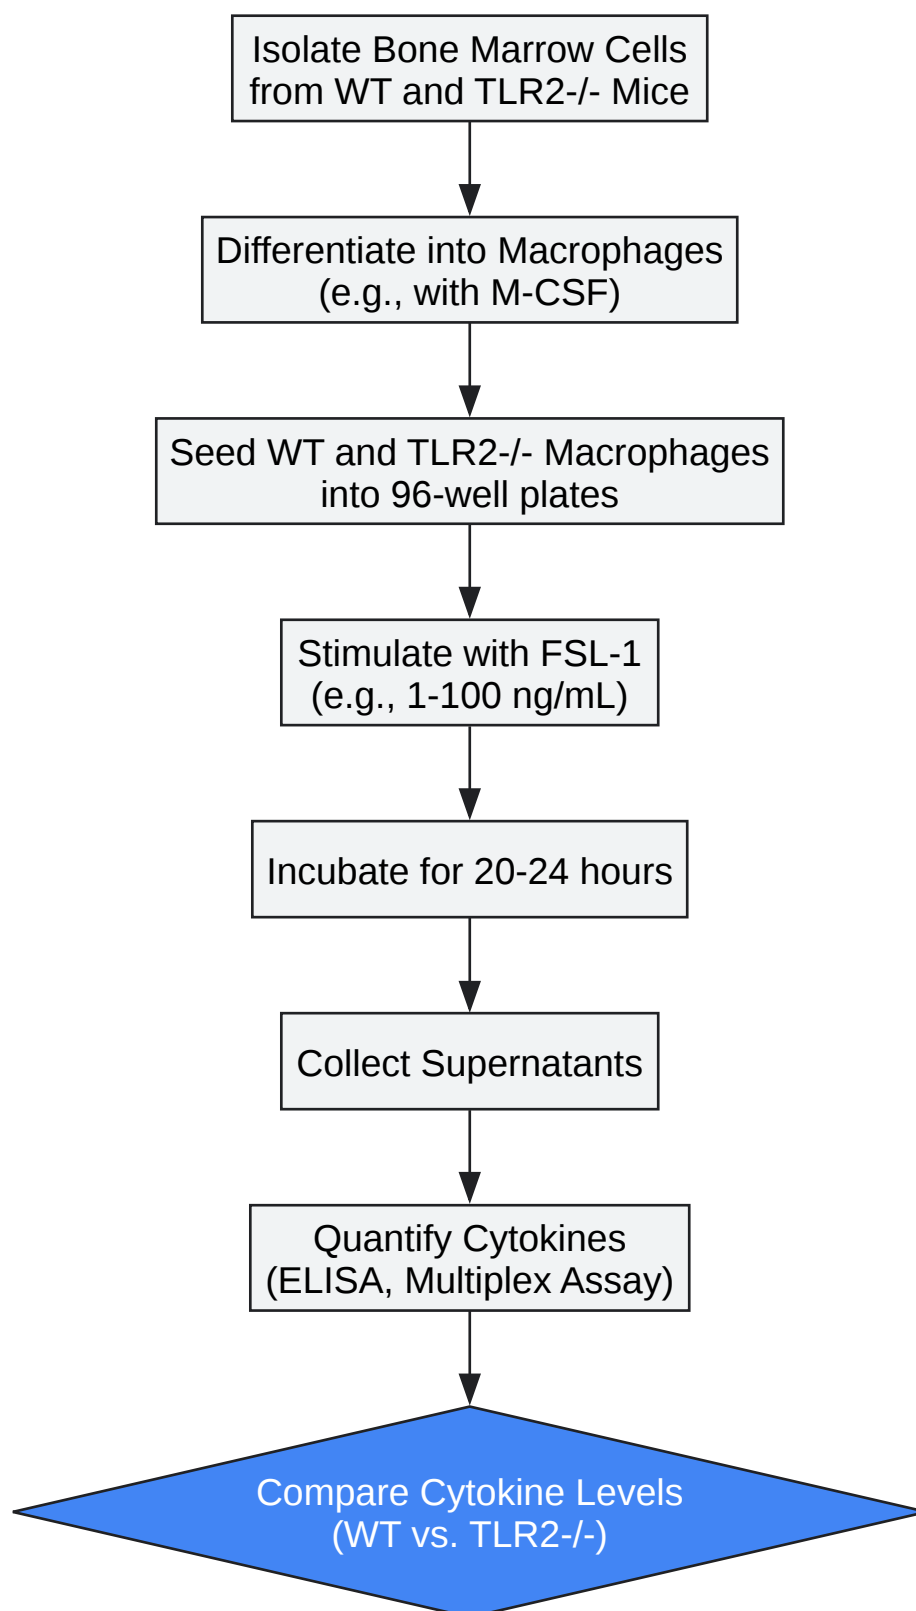 Isolate Bone Marrow Cells
from WT and TLR2-/- Mice
Differentiate into Macrophages
(e.g., with M-CSF)
Seed WT and TLR2-/- Macrophages
into 96-well plates
Stimulate with FSL-1
(e.g., 1-100 ng/mL)
Incubate for 20-24 hours
Collect Supernatants
Quantify Cytokines
(ELISA, Multiplex Assay)
Compare Cytokine Levels
(WT vs. TLR2-/-)